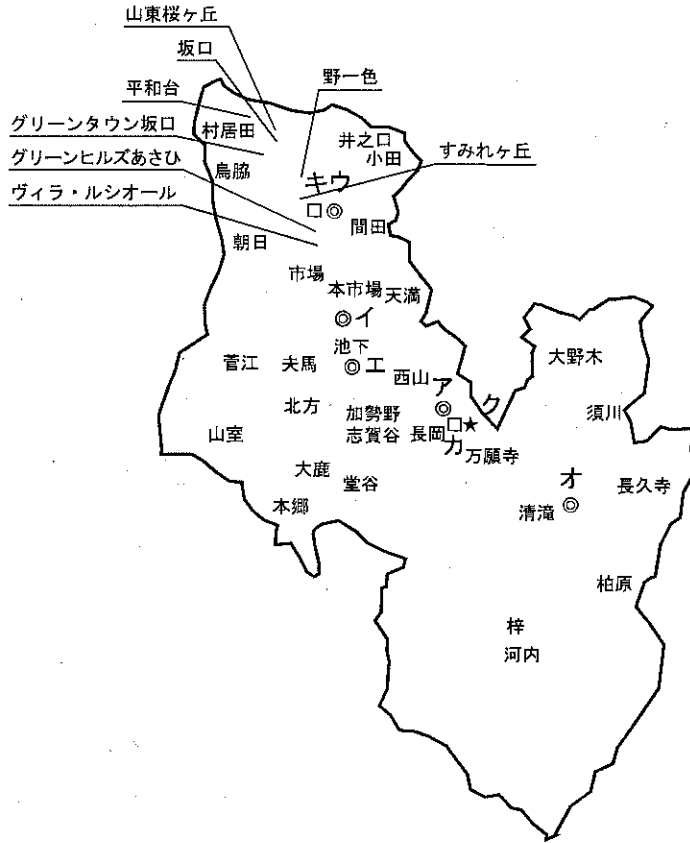 山東桜ヶ丘
坂口
野一色
平和台
グリーンタウン坂口
村居田
井之口
小田
すみれヶ丘
グリーンヒルズあさひ
鳥脇
キウ
ヴィラ・ルシオール
□◎
間田
朝日
市場
本市場
天満
◎イ
池下
大野木
菅江
夫馬
◎エ
西山
ア
◎
ク
北方
加勢野
須川
山室
志賀谷
長岡
□★
カ
万願寺
大鹿
堂谷
オ
長久寺
本郷
清滝
◎
柏原
梓
河内